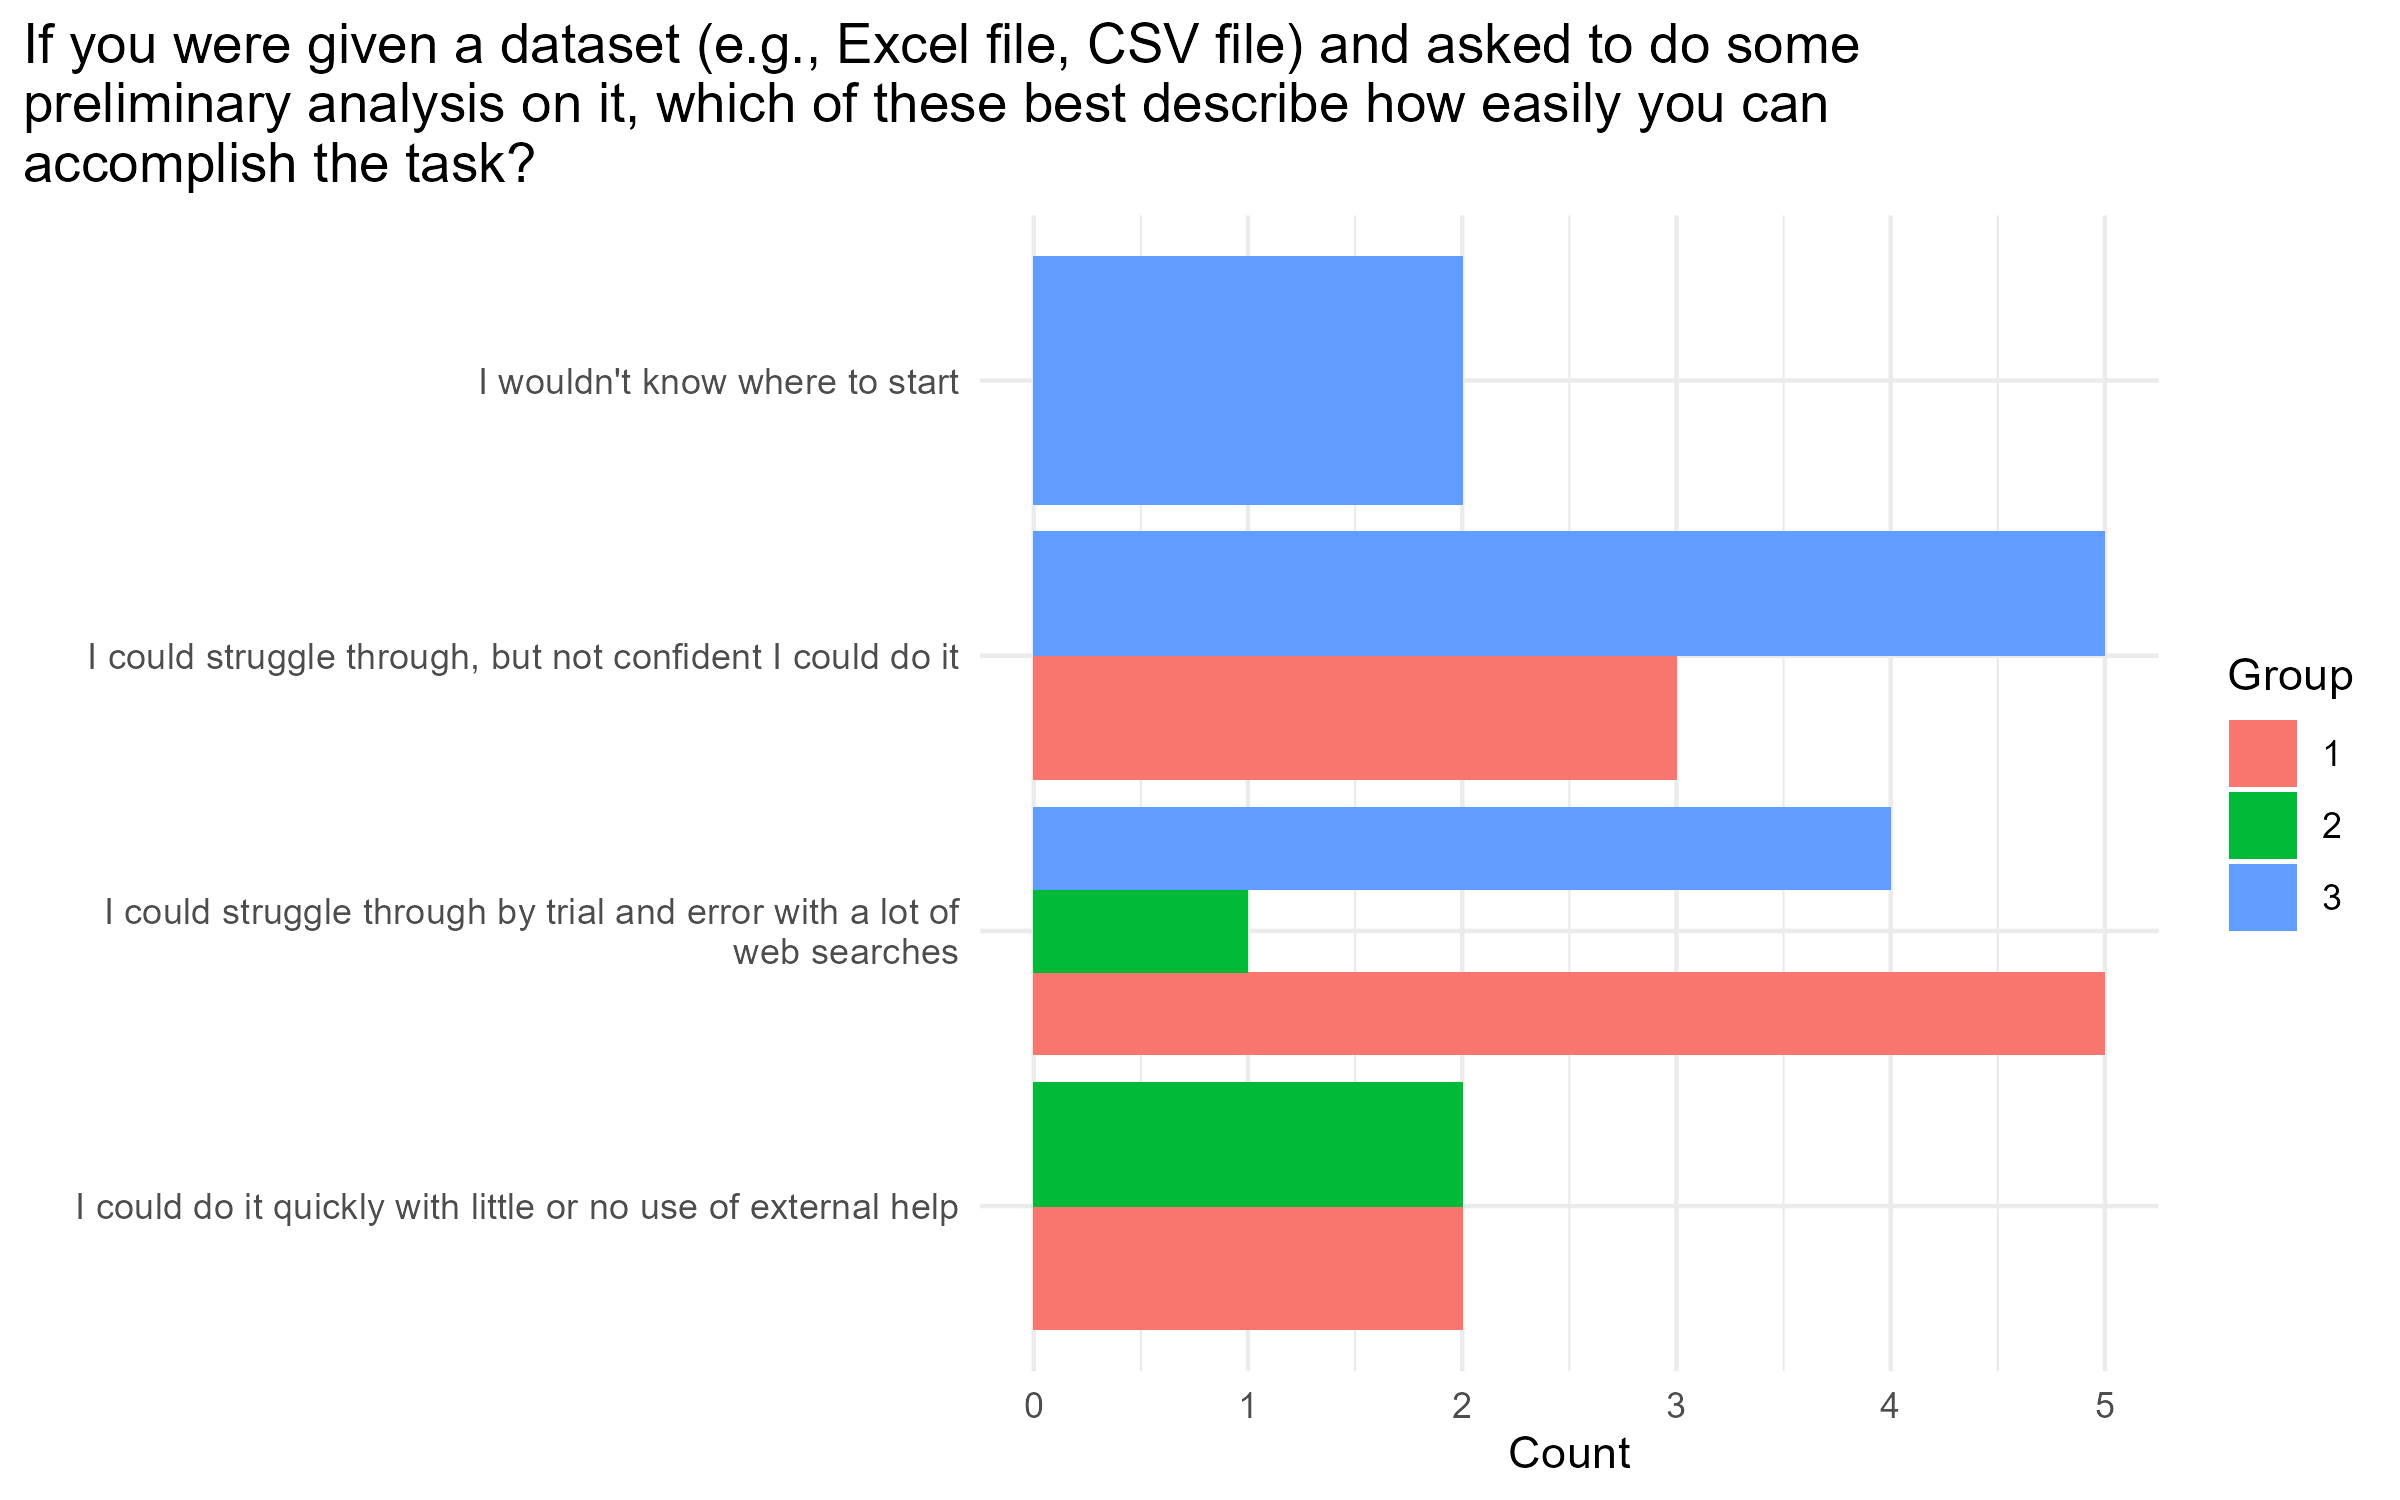 If you were given a dataset (e.g., Excel file, CSV file) and asked to do some
preliminary analysis on it, which of these best describe how easily you can
accomplish the task?
I wouldn't know where to start
I could struggle through, but not confident I could do it
I could struggle through by trial and error with a lot of
web searches
I could do it quickly with little or no use of external help
0 1 2 3 4 5
Count
Group
1
2
3